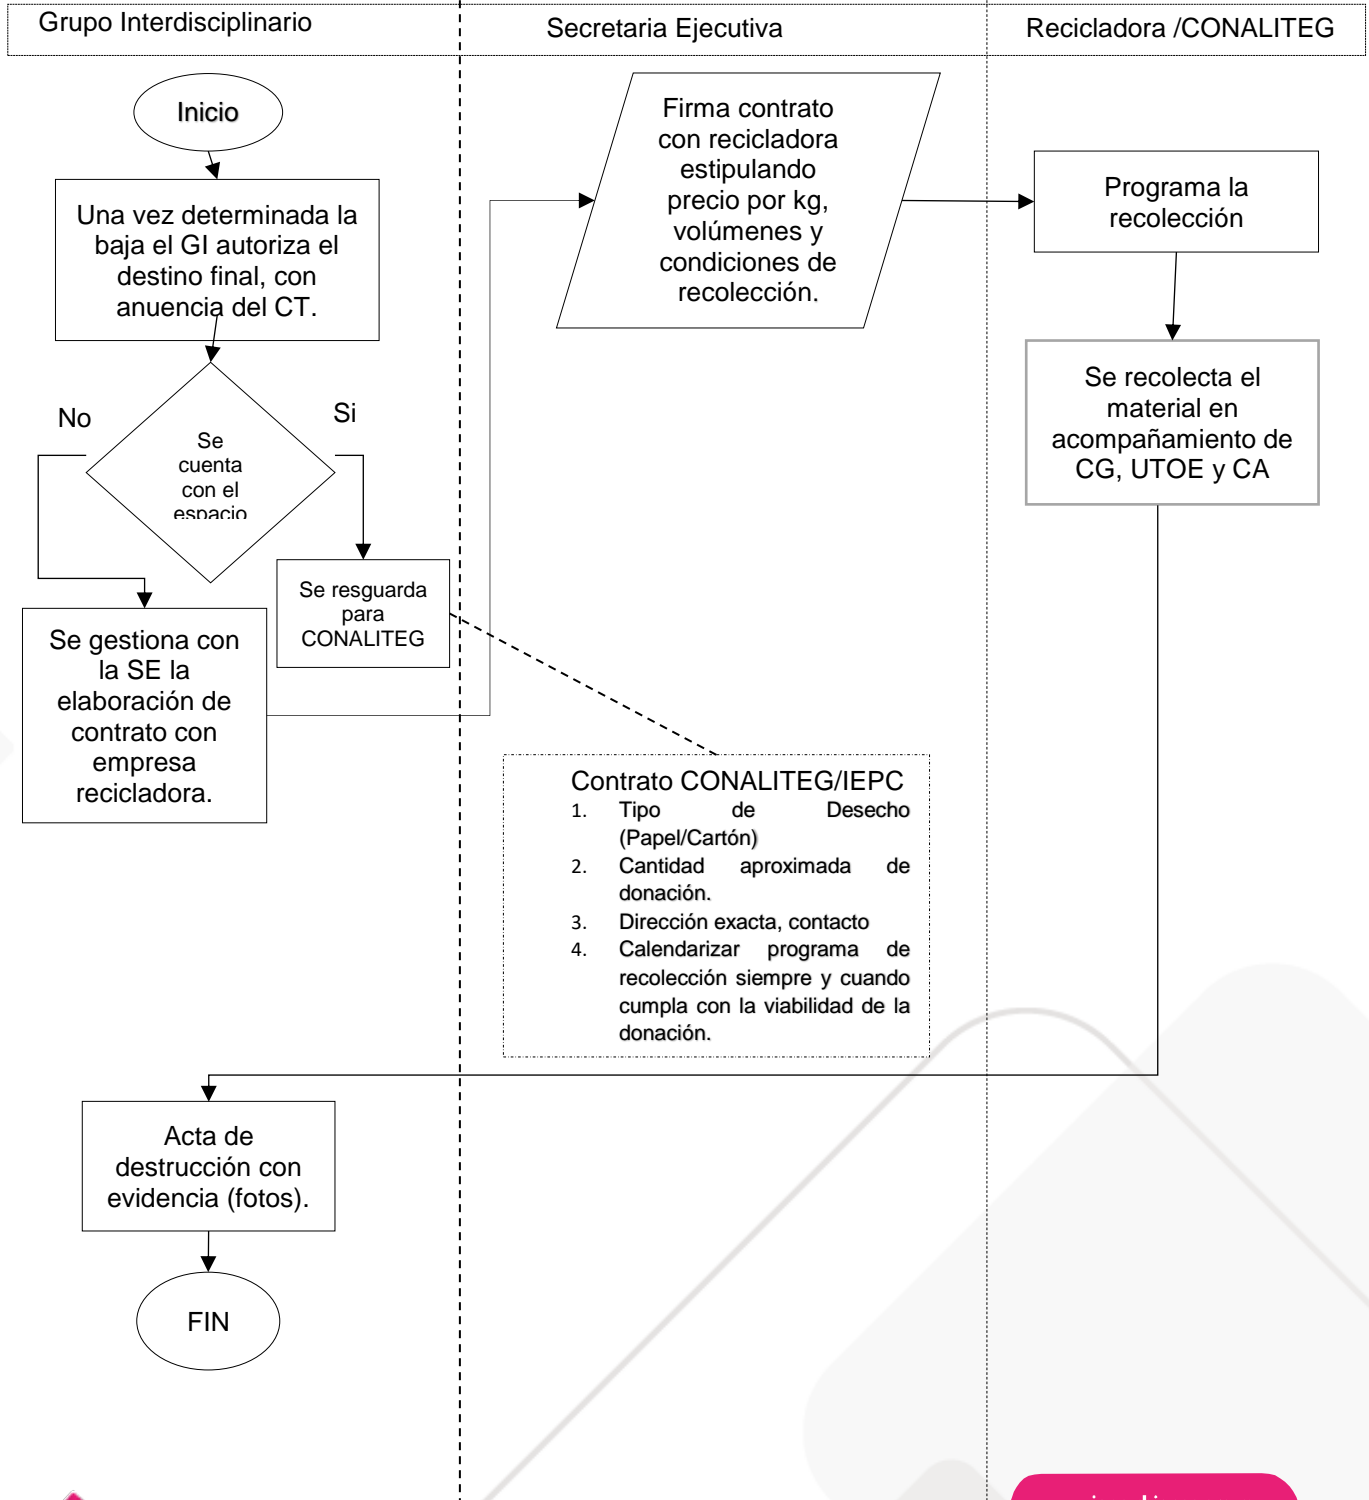 Grupo Interdisciplinario
Secretaria Ejecutiva
Recicladora /CONALITEG
Inicio
Una vez determinada la
baja el GI autoriza el
destino final, con
anuencia del CT.
No
Si
Se
cuenta
con el
espacio
Se resguarda
para
CONALITEG
Se gestiona con
la SE la
elaboración de
contrato con
empresa
recicladora.
Firma contrato
con recicladora
estipulando
precio por kg,
volúmenes y
condiciones de
recolección.
Programa la
recolección
Se recolecta el
material en
acompañamiento de
CG, UTOE y CA
Contrato CONALITEG/IEPC
1. Tipo de Desecho
(Papel/Cartón)
2. Cantidad aproximada de
donación.
3. Dirección exacta, contacto
4. Calendarizar programa de
recolección siempre y cuando
cumpla con la viabilidad de la
donación.
Acta de
destrucción con
evidencia (fotos).
FIN